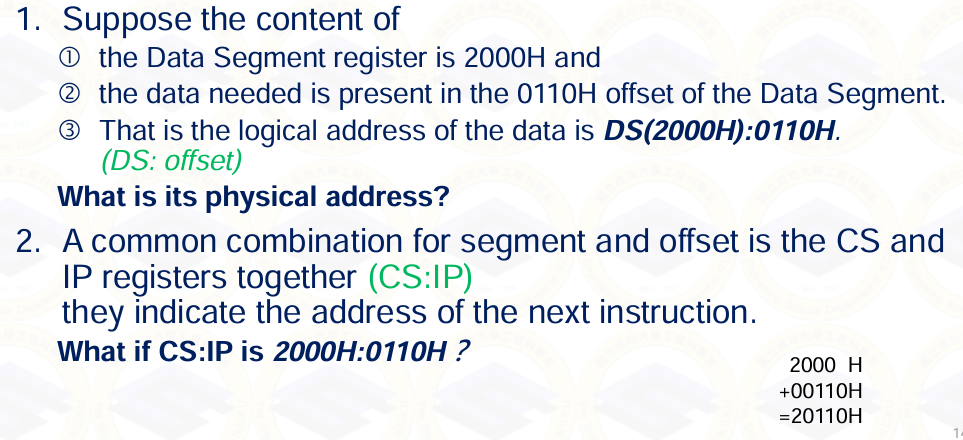 1. Suppose the content of
① the Data Segment register is 2000H and
② the data needed is present in the 0110H offset of the Data Segment.
③ That is the logical address of the data is DS(2000H):0110H.
(DS: offset)
What is its physical address?
2. A common combination for segment and offset is the CS and
IP registers together (CS:IP)
they indicate the address of the next instruction.
What if CS:IP is 2000H:0110H ?
2000 H
+00110H
=20110H